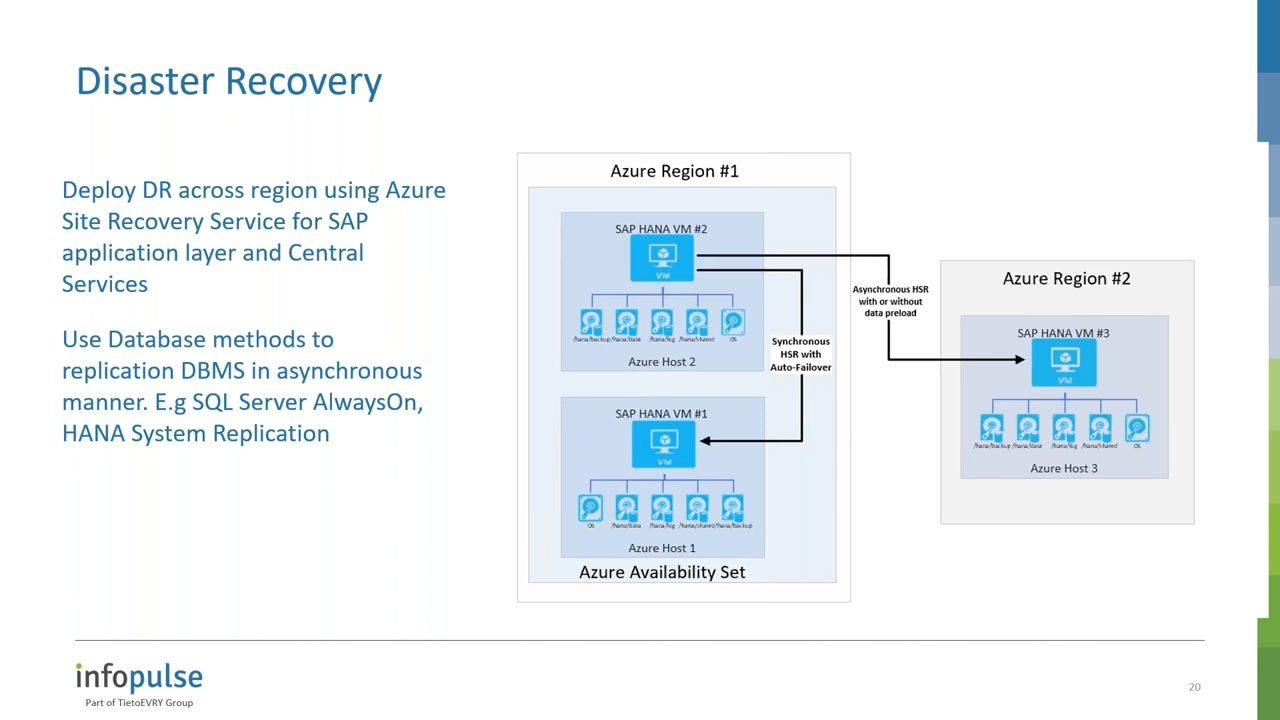 Disaster Recovery
Deploy DR across region using Azure
Site Recovery Service for SAP
application layer and Central
Services
Use Database methods to
replication DBMS in asynchronous
manner. E.g SQL Server AlwaysOn,
HANA System Replication
Azure Region #1
SAP HANA VM #2
VM
/hana/backup /hana/data /hana/log /hana/shared OS
Azure Host 2
SAP HANA VM #1
VM
OS /hana/data /hana/log /hana/shared /hana/backup
Azure Host 1
Azure Availability Set
Synchronous
HSR with
Auto-Failover
Asynchronous HSR
with or without
data preload
Azure Region #2
SAP HANA VM #3
VM
/hana/backup /hana/data /hana/log /hana/shared OS
Azure Host 3
infopulse
Part of TietoEVRY Group
20